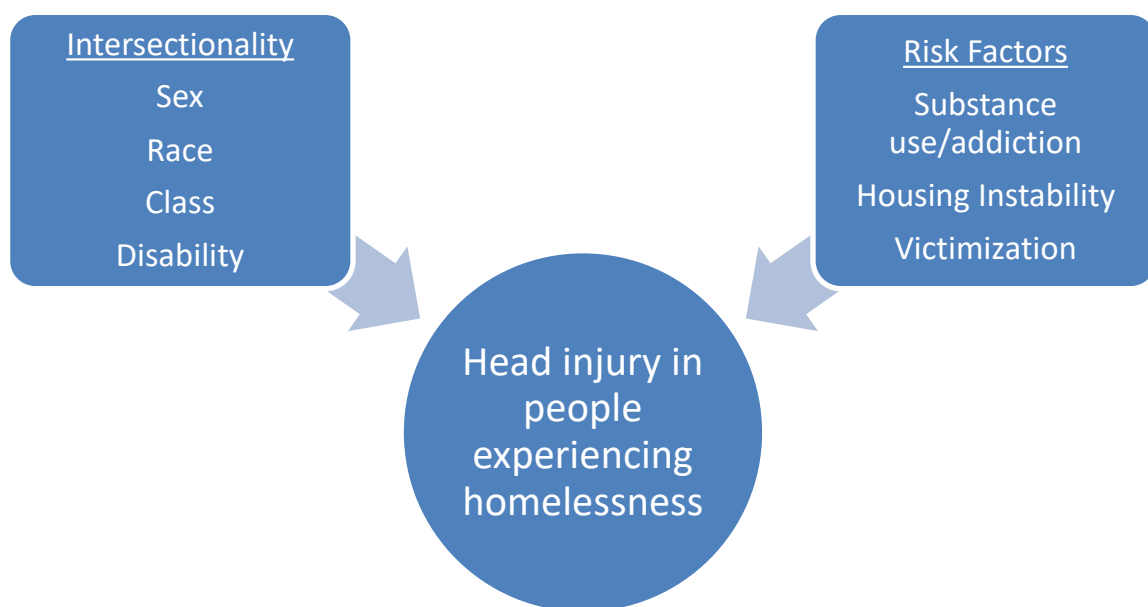 Intersectionality
Sex
Race
Class
Disability
Risk Factors
Substance
use/addiction
Housing Instability
Victimization
Head injury in
people
experiencing
homelessness